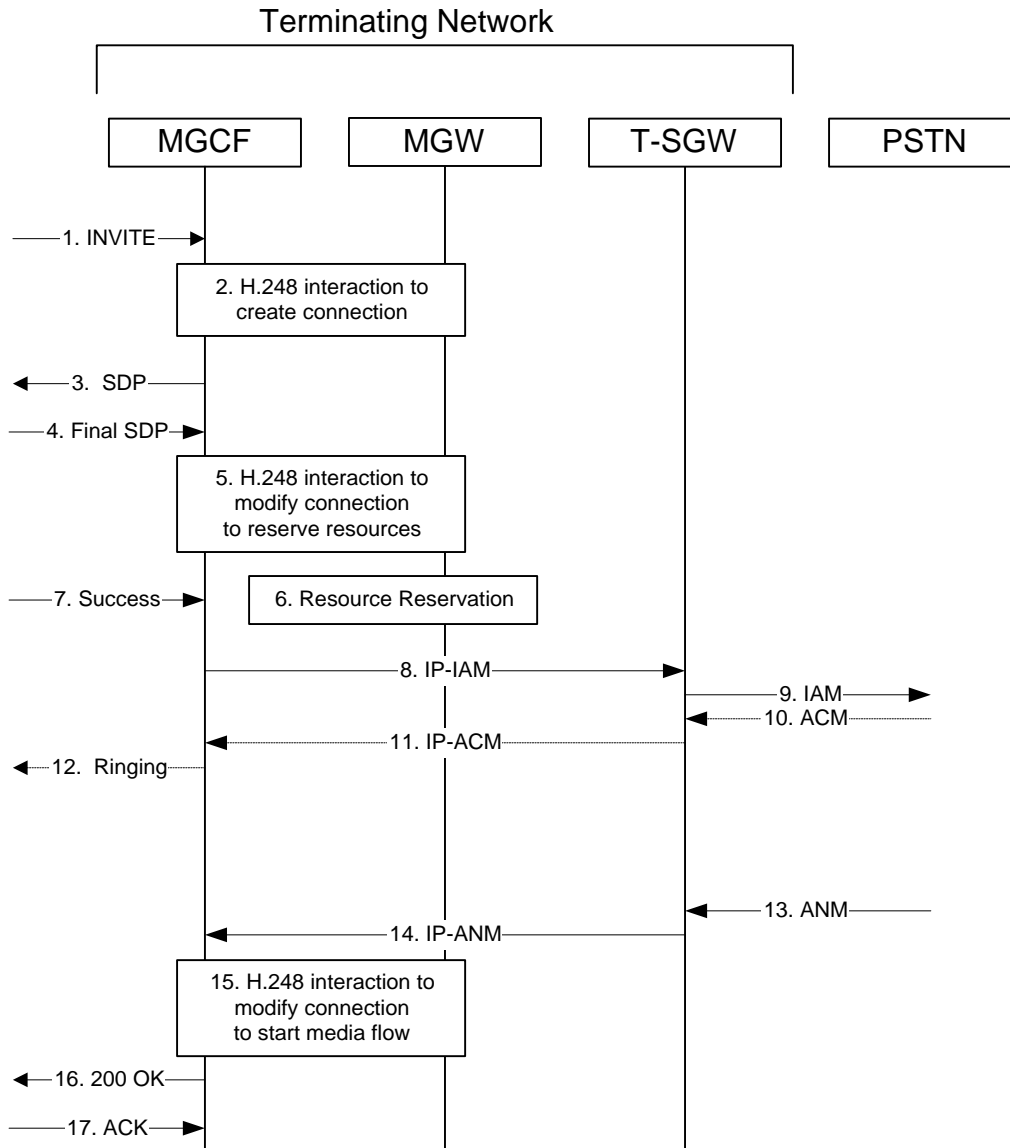 Terminating Network
MGCF
MGW
T-SGW
PSTN
1. INVITE
2. H.248 interaction to
create connection
3. SDP
4. Final SDP
5. H.248 interaction to
modify connection
to reserve resources
7. Success
6. Resource Reservation
8. IP-IAM
9. IAM
10. ACM
11. IP-ACM
12. Ringing
13. ANM
14. IP-ANM
15. H.248 interaction to
modify connection
to start media flow
16. 200 OK
17. ACK